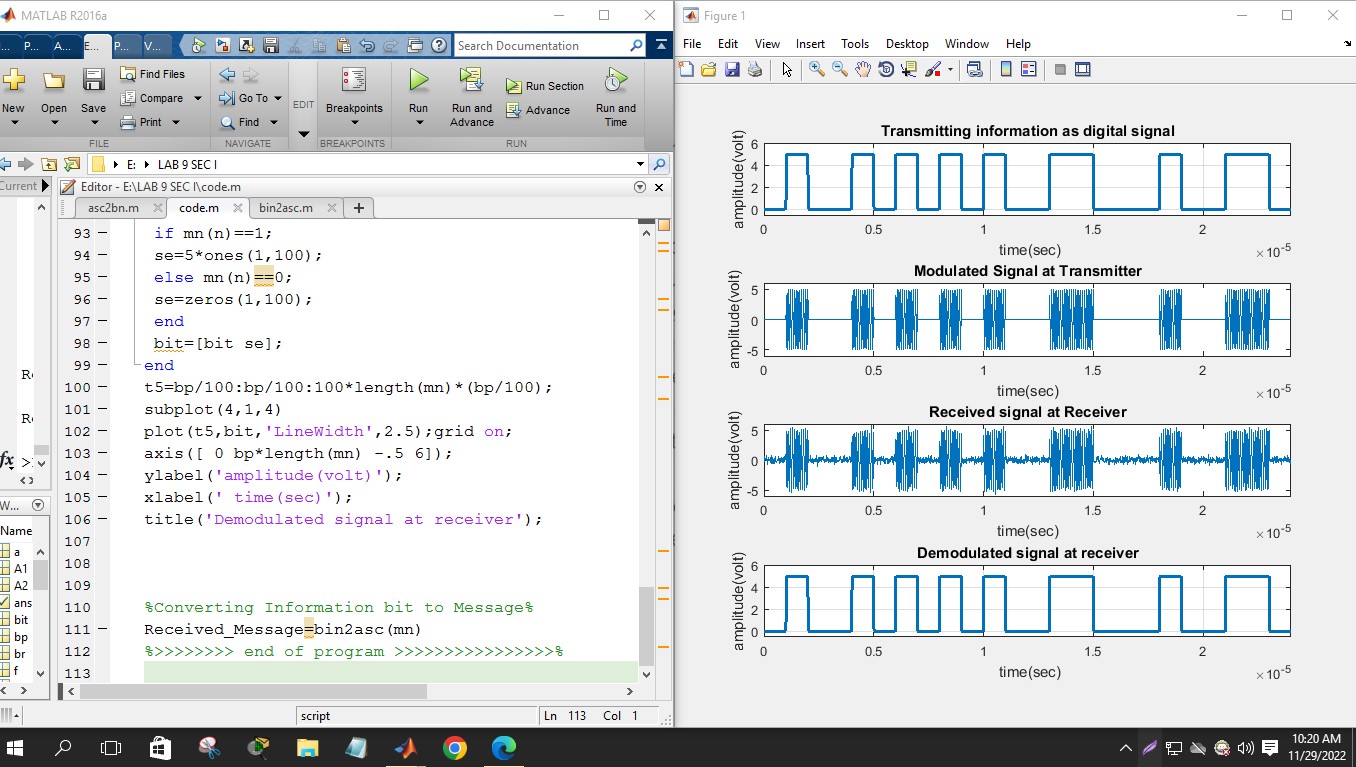 MATLAB R2016a
... P... A... E... P... V...
Search Documentation
New
Open
Save
Find Files
Compare
Print
Go To
Find
EDIT
Breakpoints
Run
Run and
Advance
Run Section
Advance
Run and
Time
FILE
NAVIGATE
BREAKPOINTS
RUN
E: LAB 9 SEC I
Current
Editor - E:\LAB 9 SEC I\code.m
asc2bn.m code.m bin2asc.m +
93 if mn(n)==1;
94 se=5*ones(1,100);
95 else mn(n)==0;
96 se=zeros(1,100);
97 end
98 bit=[bit se];
99 end
100 t5=bp/100:bp/100:100*length(mn)*(bp/100);
101 subplot(4,1,4)
102 plot(t5,bit,'LineWidth',2.5);grid on;
103 axis([ 0 bp*length(mn) -.5 6]);
104 ylabel('amplitude(volt)');
105 xlabel(' time(sec)');
106 title('Demodulated signal at receiver');
107
108
109
110 %Converting Information bit to Message%
111 Received_Message=bin2asc(mn)
112 %>>>>>>>>> end of program >>>>>>>>>>>>>>>>%
113
fx >>
W...
Name
a
A1
A2
ans
bit
bp
br
f
script
Ln 113 Col 1
Figure 1
File Edit View Insert Tools Desktop Window Help
Transmitting information as digital signal
amplitude(volt)
6
4
2
0
0 0.5 1 1.5 2
time(sec)
×10-5
Modulated Signal at Transmitter
amplitude(volt)
5
0
-5
0 0.5 1 1.5 2
time(sec)
×10-5
Received signal at Receiver
amplitude(volt)
5
0
-5
0 0.5 1 1.5 2
time(sec)
×10-5
Demodulated signal at receiver
amplitude(volt)
6
4
2
0
0 0.5 1 1.5 2
time(sec)
×10-5
10:20 AM
11/29/2022